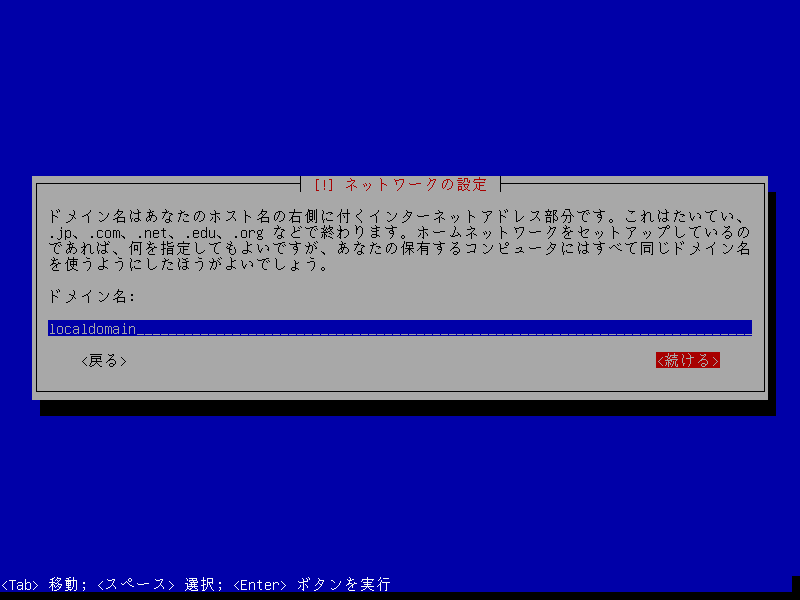 [!] ネットワークの設定
ドメイン名はあなたのホスト名の右側に付くインターネットアドレス部分です。これはたいてい、
.jp、.com、.net、.edu、.org などで終わります。ホームネットワークをセットアップしているの
であれば、何を指定してもよいですが、あなたの保有するコンピュータにはすべて同じドメイン名
を使うようにしたほうがよいでしょう。
ドメイン名:
localdomain
<戻る> <続ける>
<Tab> 移動; <スペース> 選択; <Enter> ボタンを実行